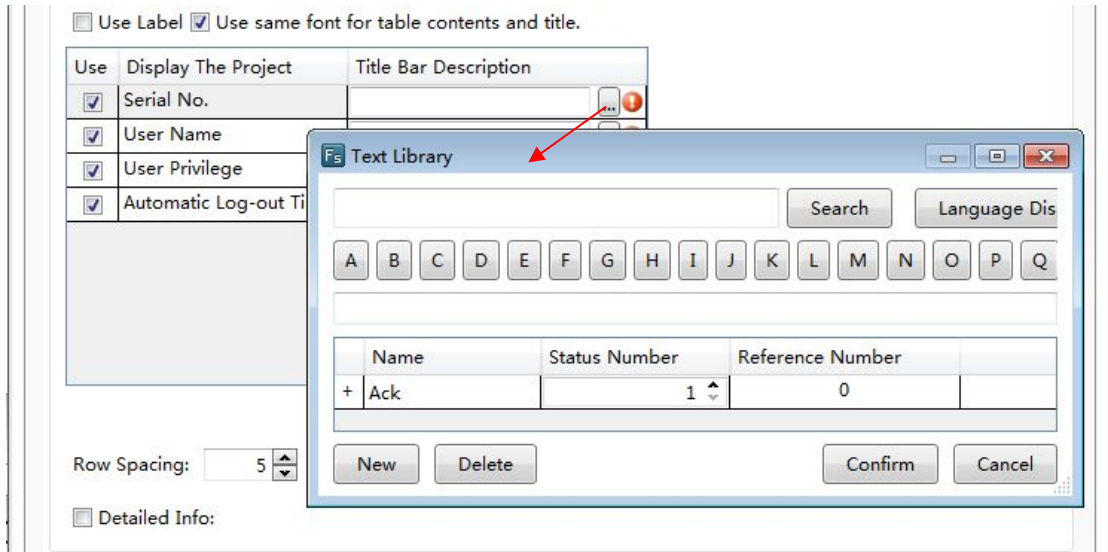 Use Label Use same font for table contents and title.
Use Display The Project Title Bar Description
Serial No. ...
User Name
User Privilege
Automatic Log-out Ti
Fs Text Library
Search Language Dis
A B C D E F G H I J K L M N O P Q
Name Status Number Reference Number
+ Ack 1 0
New Delete Confirm Cancel
Row Spacing: 5
Detailed Info: